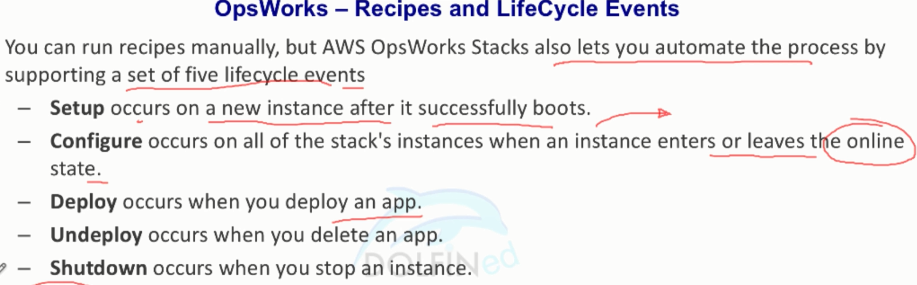 OpsWorks – Recipes and LifeCycle Events
You can run recipes manually, but AWS OpsWorks Stacks also lets you automate the process by
supporting a set of five lifecycle events
– Setup occurs on a new instance after it successfully boots.
– Configure occurs on all of the stack's instances when an instance enters or leaves the online
state.
– Deploy occurs when you deploy an app.
– Undeploy occurs when you delete an app.
– Shutdown occurs when you stop an instance.
DOLFINed